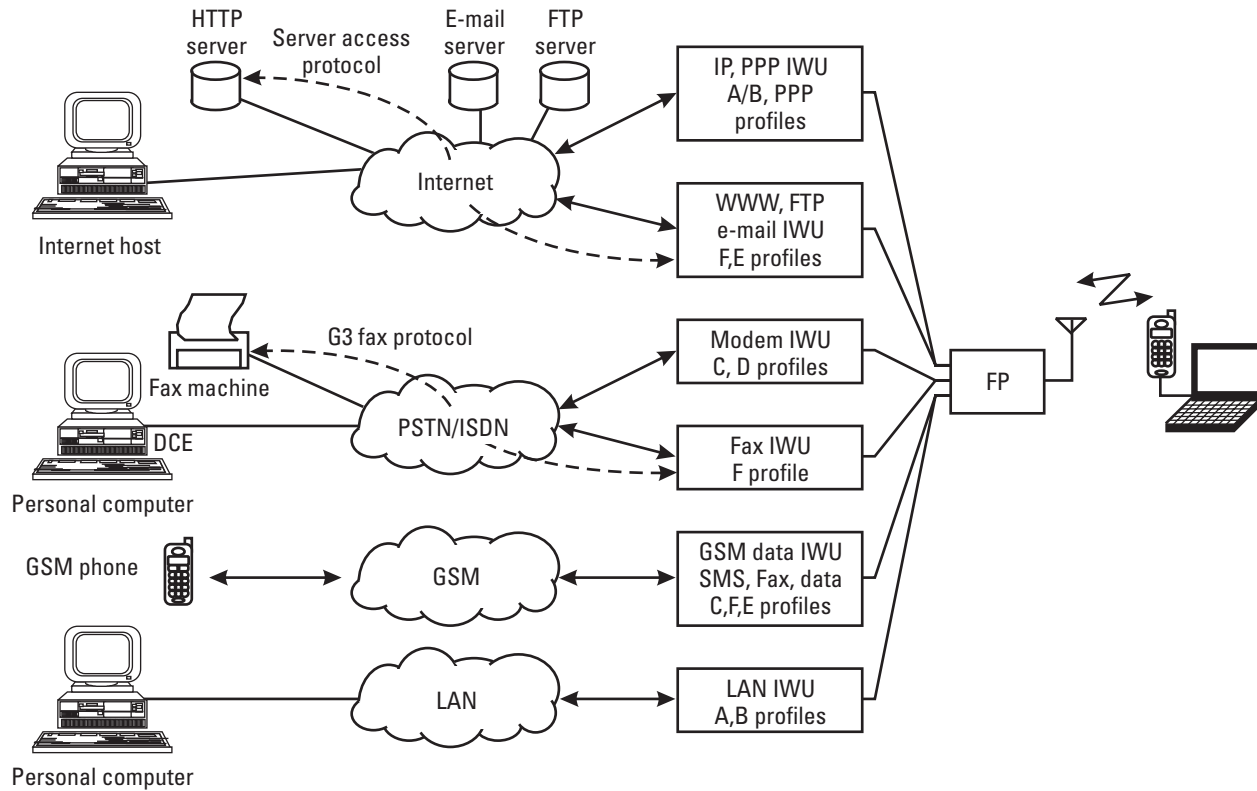 HTTP
server
Server access
protocol
E-mail
server
FTP
server
Internet
Internet host
IP, PPP IWU
A/B, PPP
profiles
WWW, FTP
e-mail IWU
F,E profiles
G3 fax protocol
Fax machine
DCE
PSTN/ISDN
Personal computer
Modem IWU
C, D profiles
Fax IWU
F profile
FP
GSM phone
GSM
GSM data IWU
SMS, Fax, data
C,F,E profiles
LAN
LAN IWU
A,B profiles
Personal computer